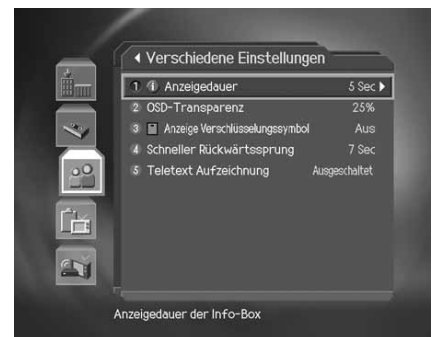 Verschiedene Einstellungen
1 i Anzeigedauer 5 Sec
2 OSD-Transparenz 25%
3 Anzeige Verschlüsselungssymbol Aus
4 Schneller Rückwärtssprung 7 Sec
5 Teletext Aufzeichnung Ausgeschaltet
Anzeigedauer der Info-Box